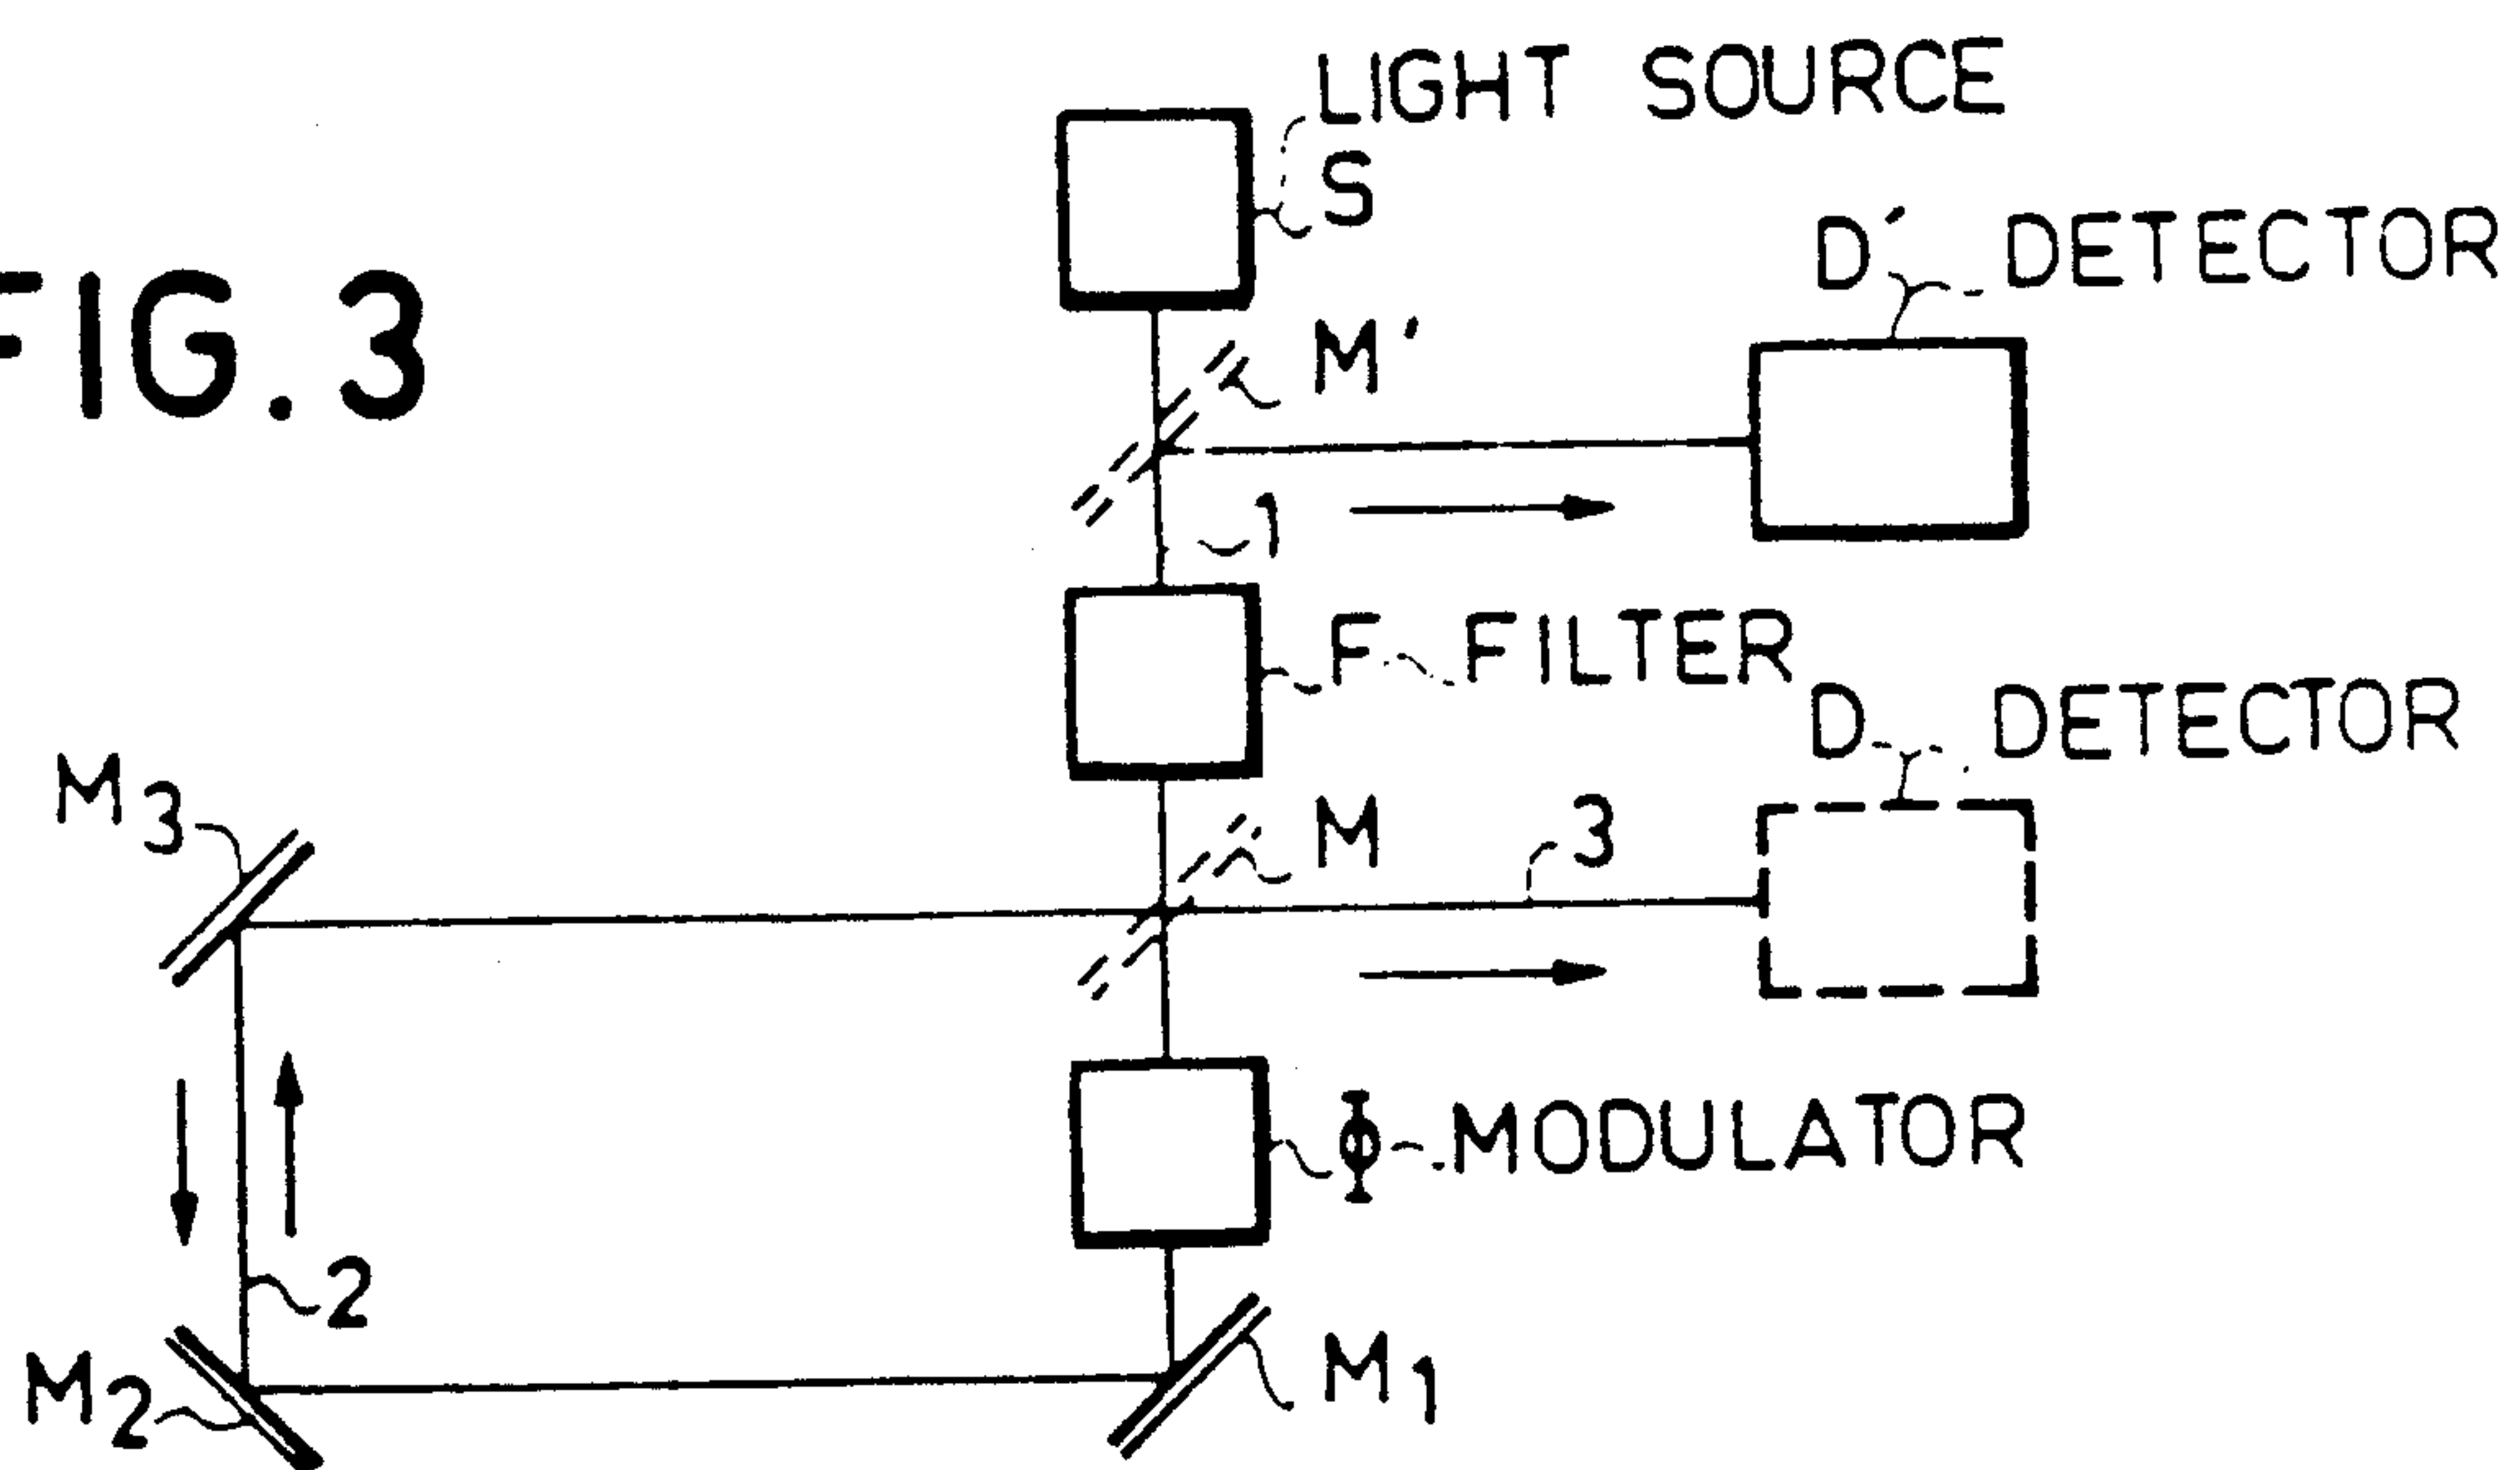 LIGHT SOURCE
S
D' DETECTOR
FIG. 3
M'
1
F FILTER
D DETECTOR
M3
M
3
Φ MODULATOR
2
M1
M2